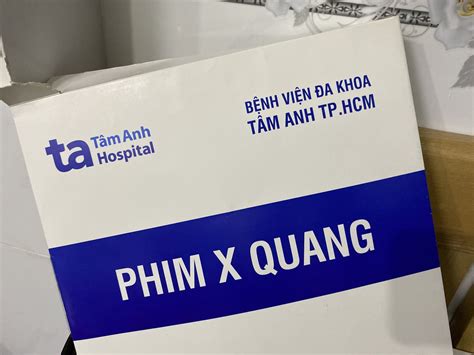 ta Tâm Anh
Hospital
BỆNH VIỆN ĐA KHOA
TÂM ANH TP.HCM
PHIM X QUANG